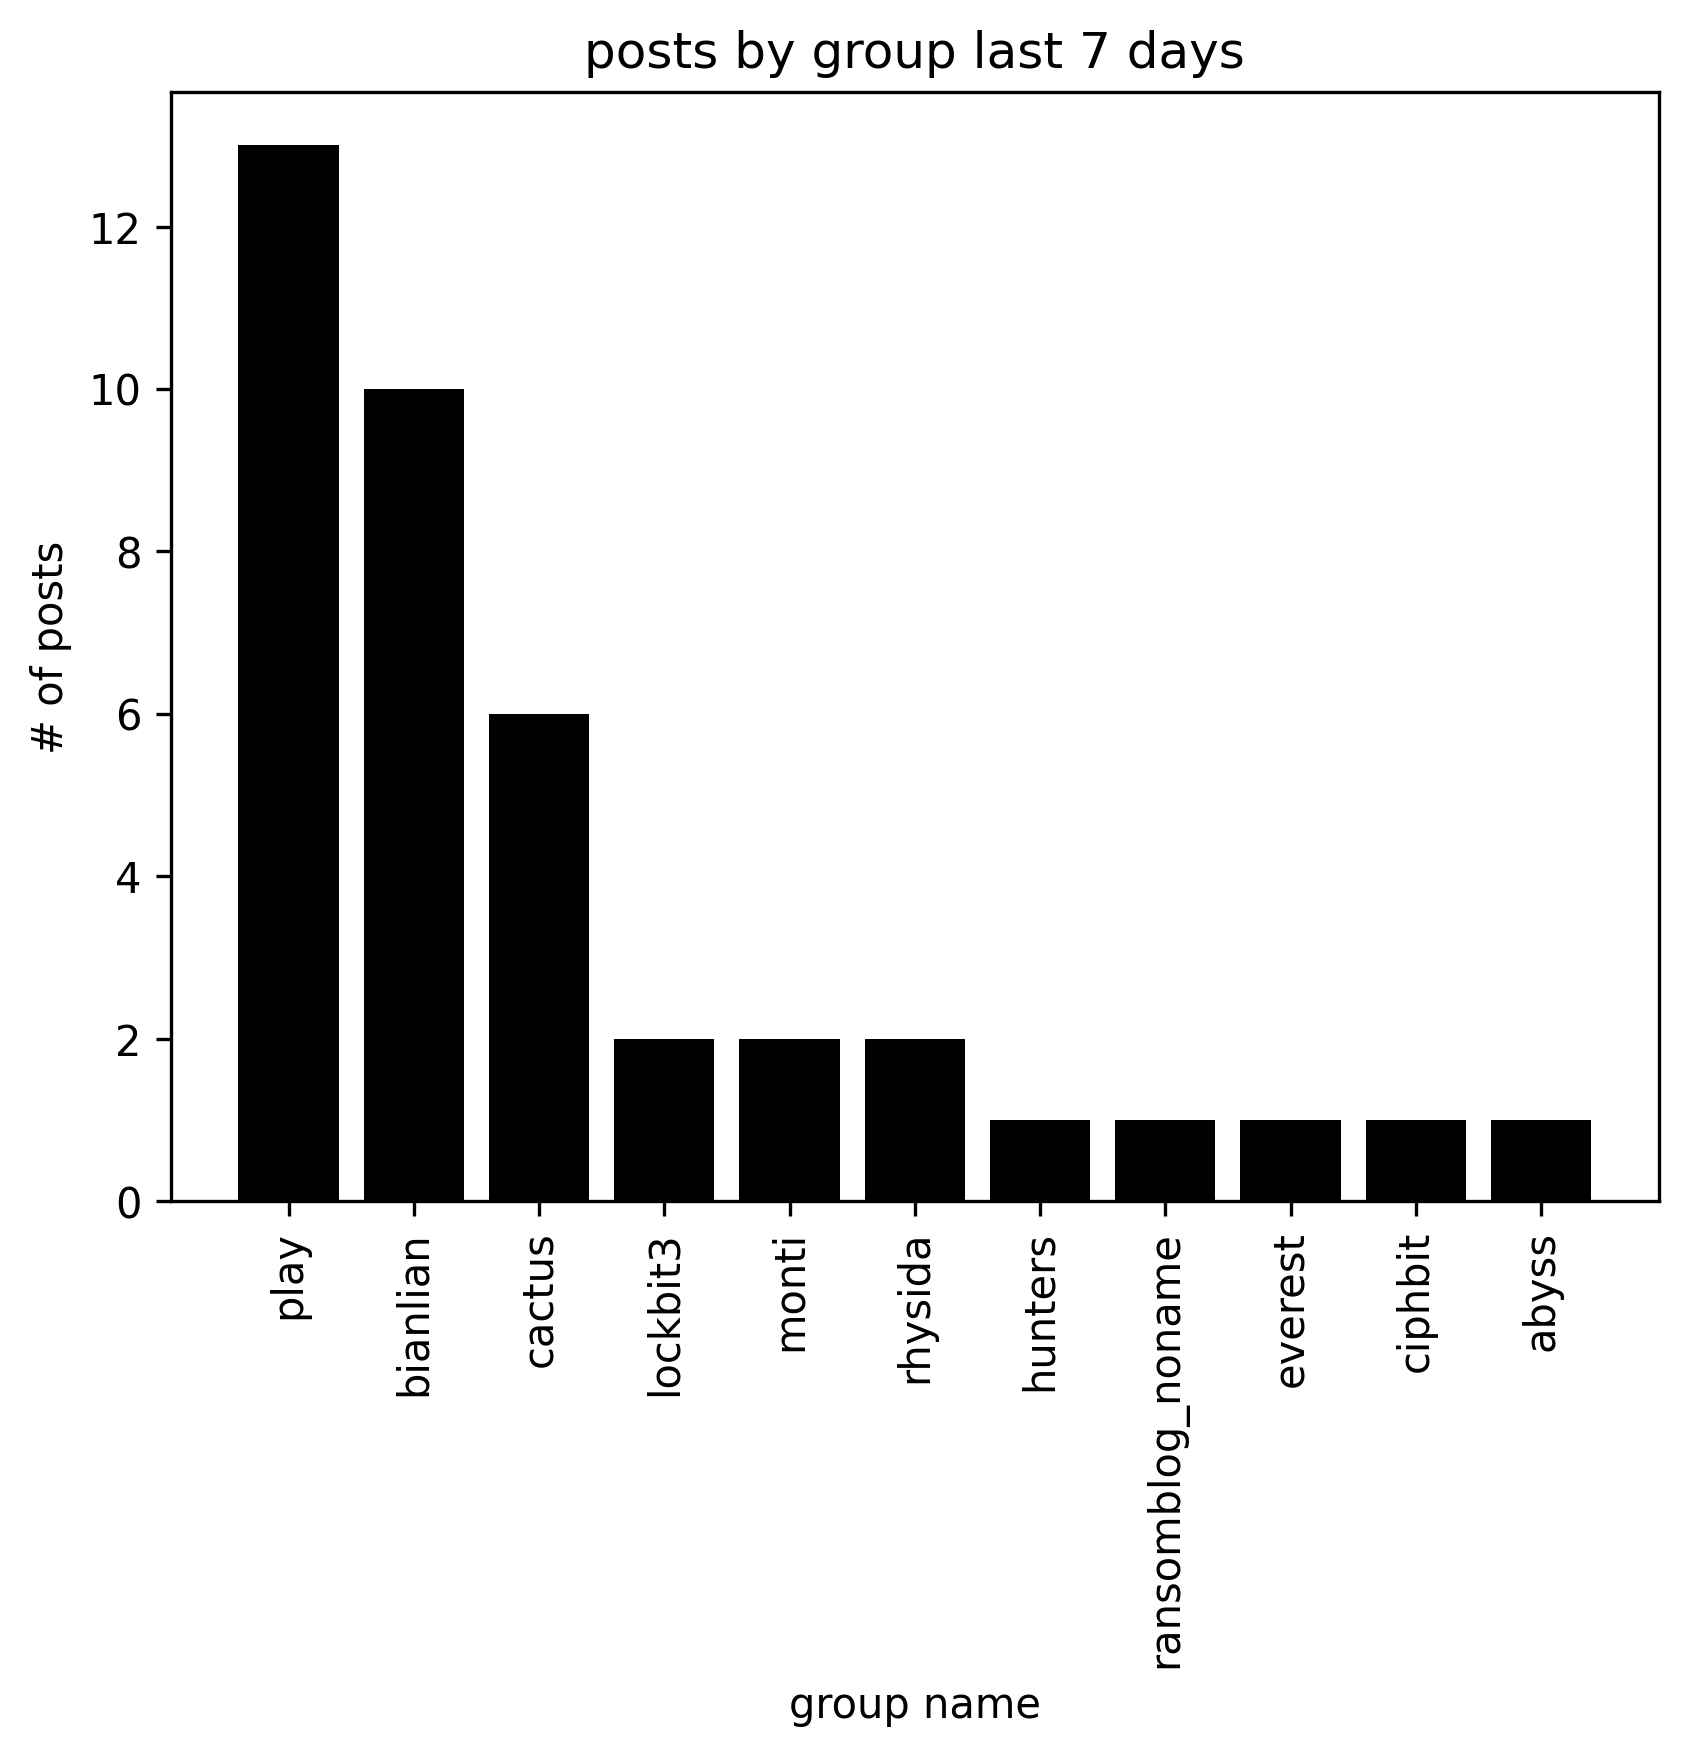 posts by group last 7 days
# of posts
12
10
8
6
4
2
0
play
bianlian
cactus
lockbit3
monti
rhysida
hunters
ransomblog_noname
everest
ciphbit
abyss
group name